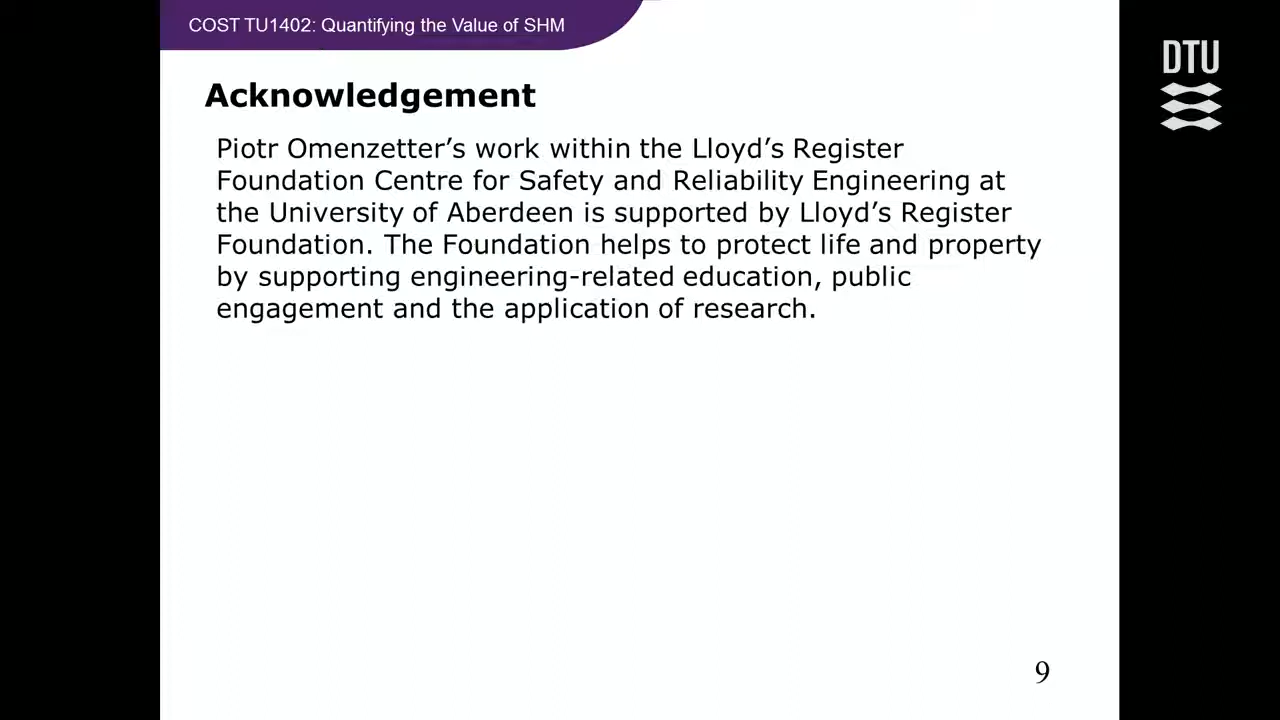 COST TU1402: Quantifying the Value of SHM
DTU
Acknowledgement
Piotr Omenzetter’s work within the Lloyd’s Register
Foundation Centre for Safety and Reliability Engineering at
the University of Aberdeen is supported by Lloyd’s Register
Foundation. The Foundation helps to protect life and property
by supporting engineering-related education, public
engagement and the application of research.
9